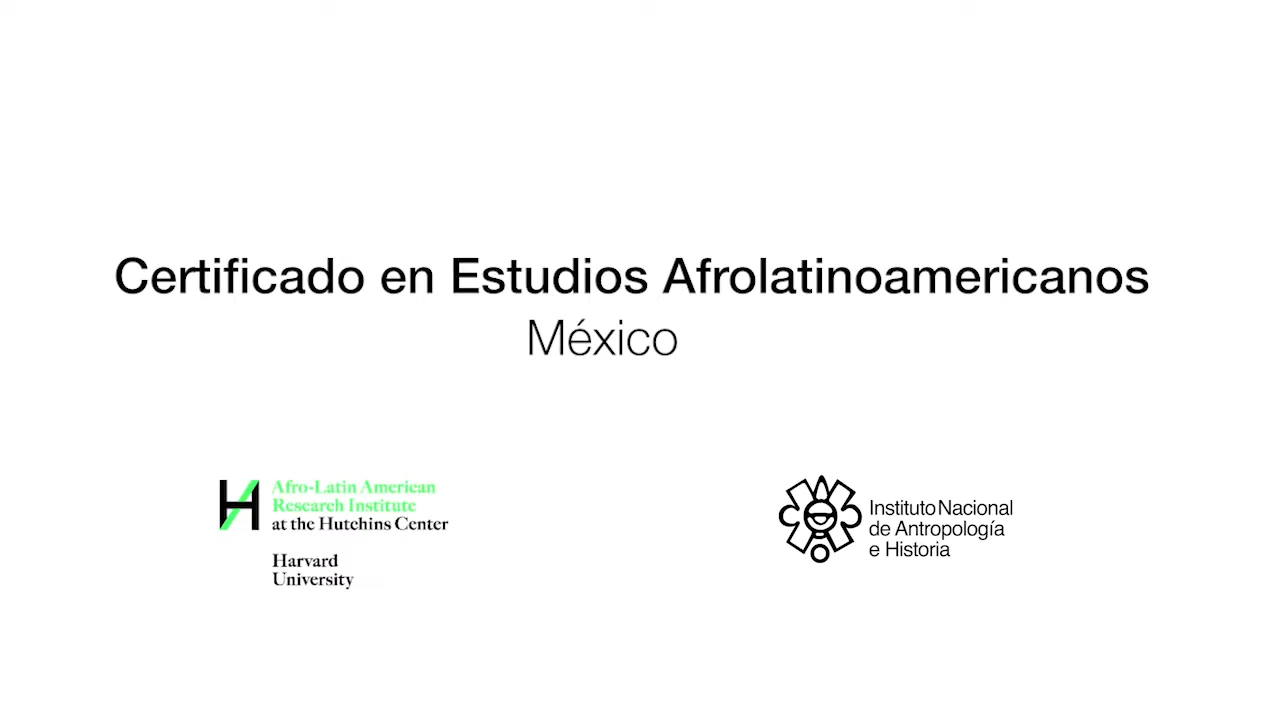 Certificado en Estudios Afrolatinoamericanos
México
Afro-Latin American
Research Institute
at the Hutchins Center
Harvard
University
Instituto Nacional
de Antropología
e Historia